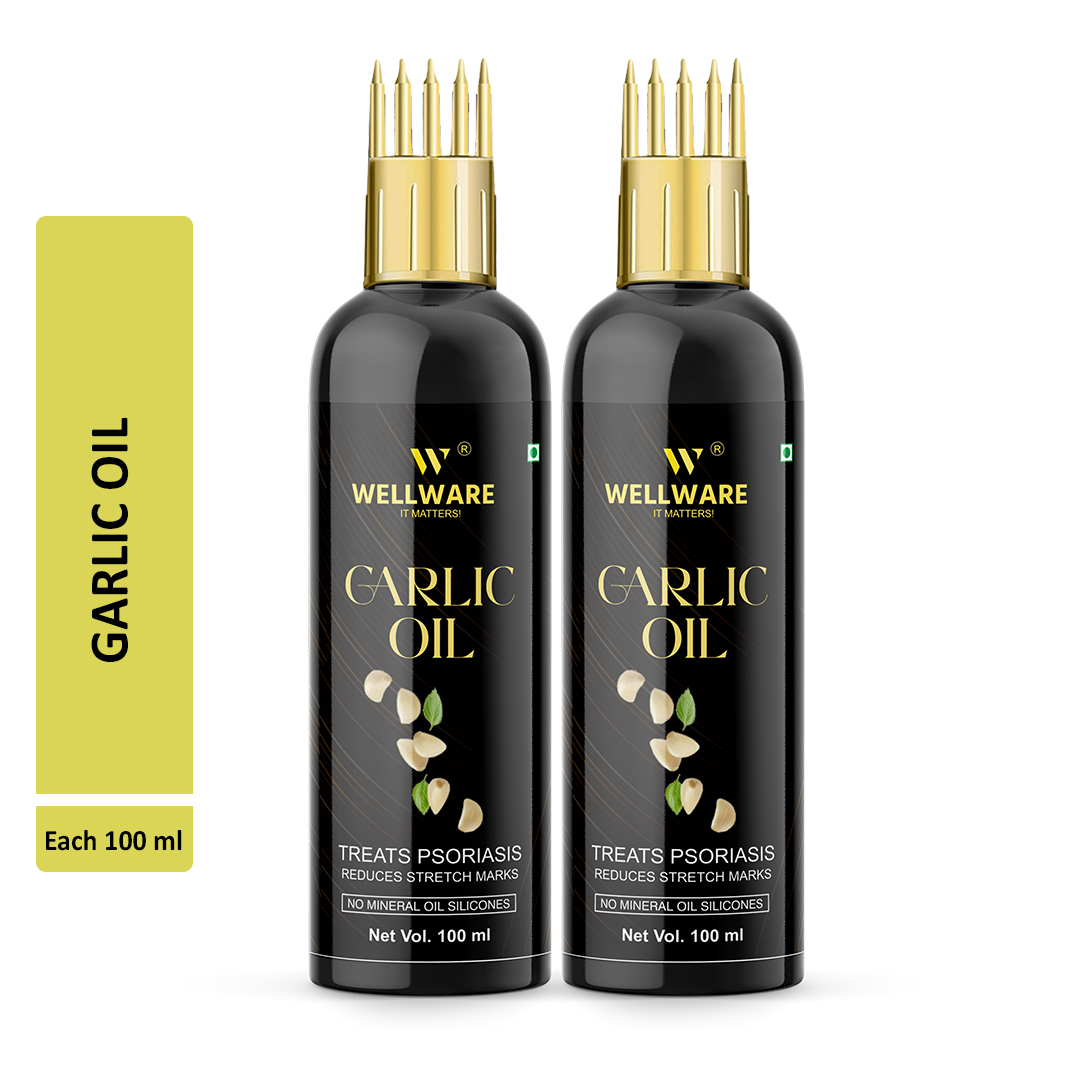 GARLIC OIL
Each 100 ml
W ®
WELLWARE
IT MATTERS!
GARLIC
OIL
TREATS PSORIASIS
REDUCES STRETCH MARKS
NO MINERAL OIL SILICONES
Net Vol. 100 ml
W ®
WELLWARE
IT MATTERS!
GARLIC
OIL
TREATS PSORIASIS
REDUCES STRETCH MARKS
NO MINERAL OIL SILICONES
Net Vol. 100 ml